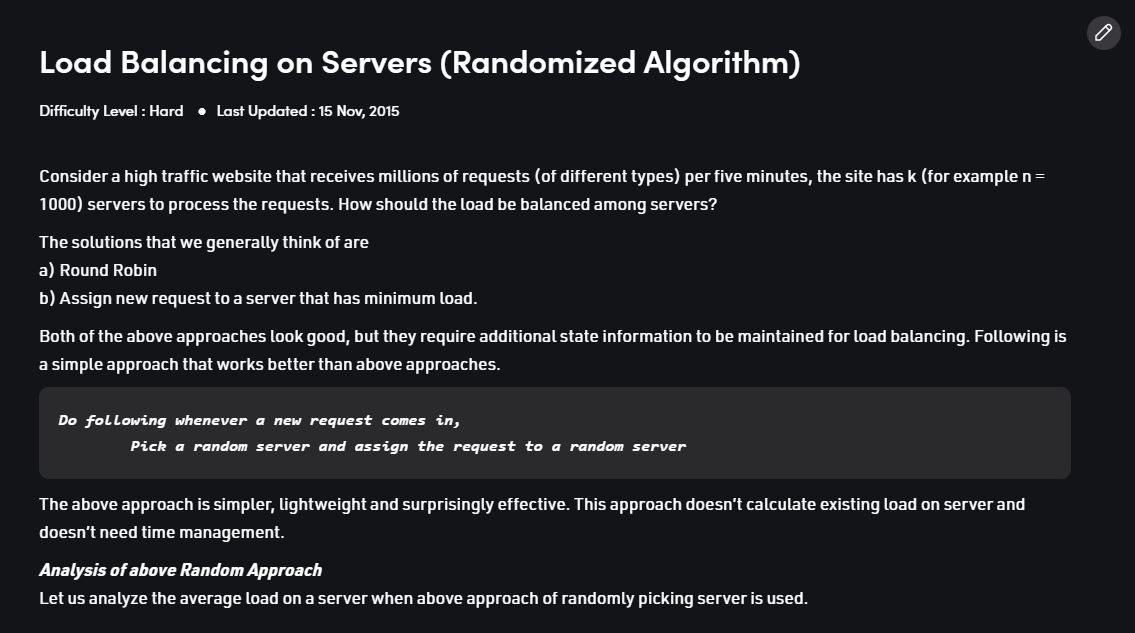 Load Balancing on Servers (Randomized Algorithm)
Difficulty Level : Hard ● Last Updated : 15 Nov, 2015
Consider a high traffic website that receives millions of requests (of different types) per five minutes, the site has k (for example n =
1000) servers to process the requests. How should the load be balanced among servers?
The solutions that we generally think of are
a) Round Robin
b) Assign new request to a server that has minimum load.
Both of the above approaches look good, but they require additional state information to be maintained for load balancing. Following is
a simple approach that works better than above approaches.
Do following whenever a new request comes in,
Pick a random server and assign the request to a random server
The above approach is simpler, lightweight and surprisingly effective. This approach doesn’t calculate existing load on server and
doesn’t need time management.
Analysis of above Random Approach
Let us analyze the average load on a server when above approach of randomly picking server is used.